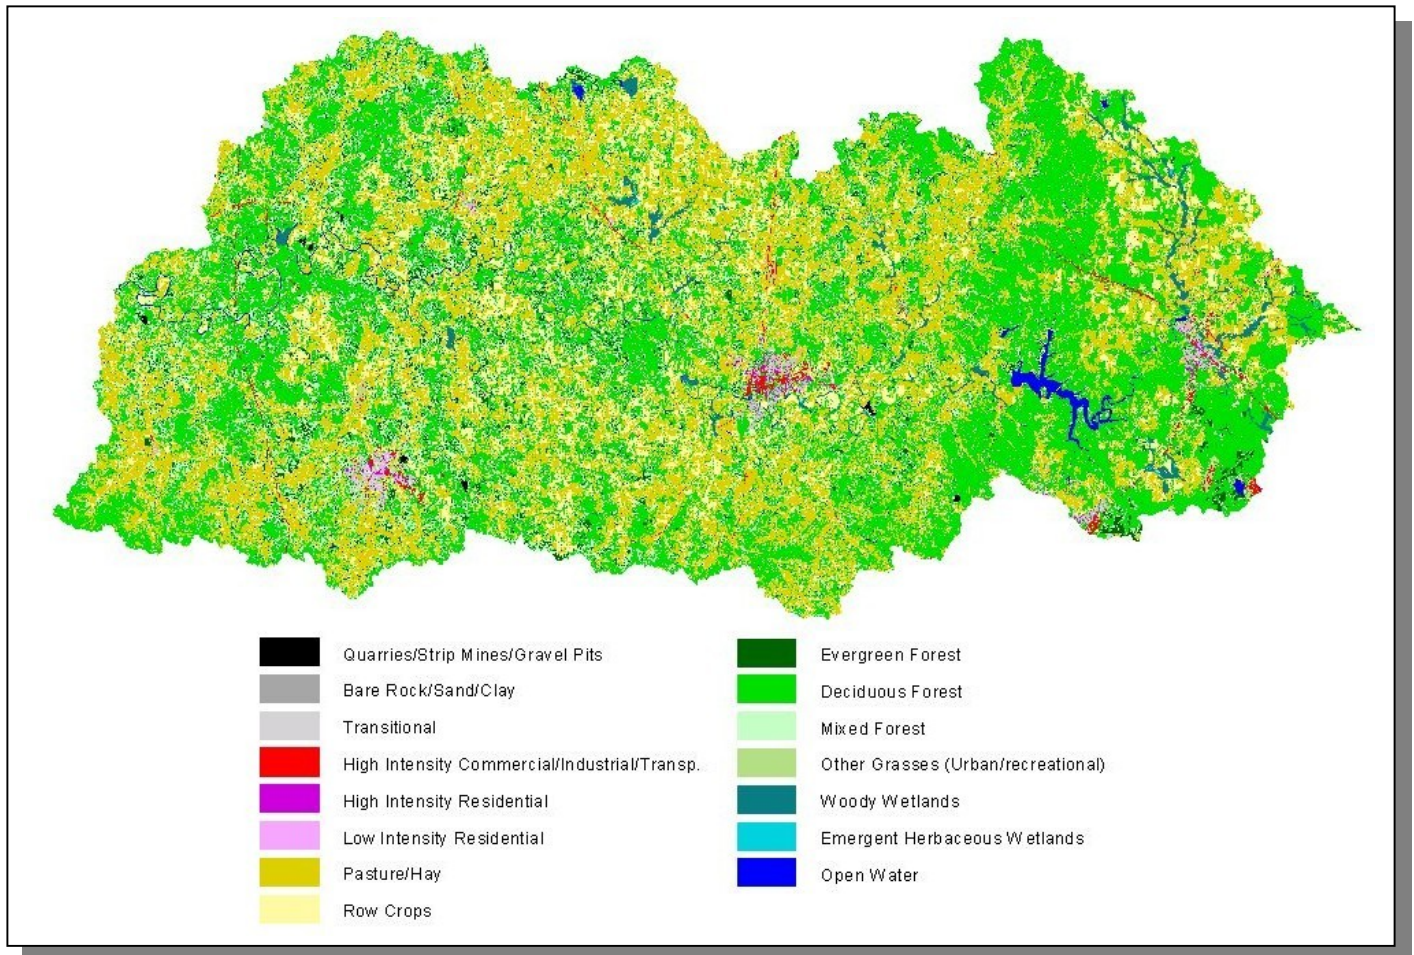 Quarries/Strip Mines/Gravel Pits
Bare Rock/Sand/Clay
Transitional
High Intensity Commercial/Industrial/Transp.
High Intensity Residential
Low Intensity Residential
Pasture/Hay
Row Crops
Evergreen Forest
Deciduous Forest
Mixed Forest
Other Grasses (Urban/recreational)
Woody Wetlands
Emergent Herbaceous Wetlands
Open Water